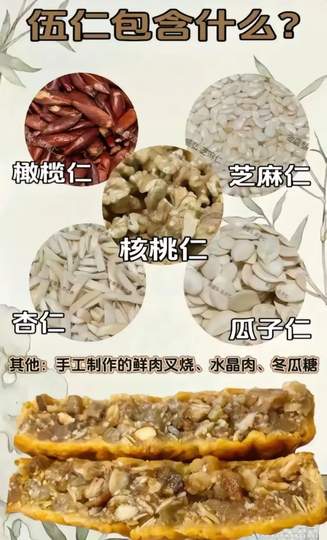 伍仁包含什么?
橄榄仁
芝麻仁
核桃仁
杏仁
瓜子仁
其他：手工制作的鲜肉叉烧、水晶肉、冬瓜糖